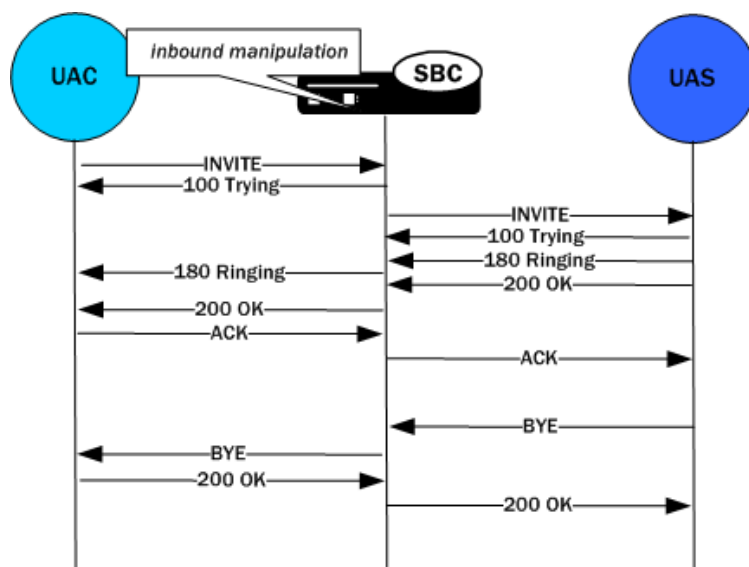 inbound manipulation
UAC
SBC
UAS
INVITE
100 Trying
INVITE
100 Trying
180 Ringing
180 Ringing
200 OK
200 OK
ACK
ACK
BYE
BYE
200 OK
200 OK